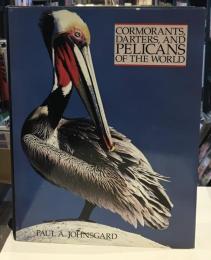 CORMORANTS,
DARTERS, AND
PELICANS
OF THE WORLD
PAUL A. JOHNSGARD